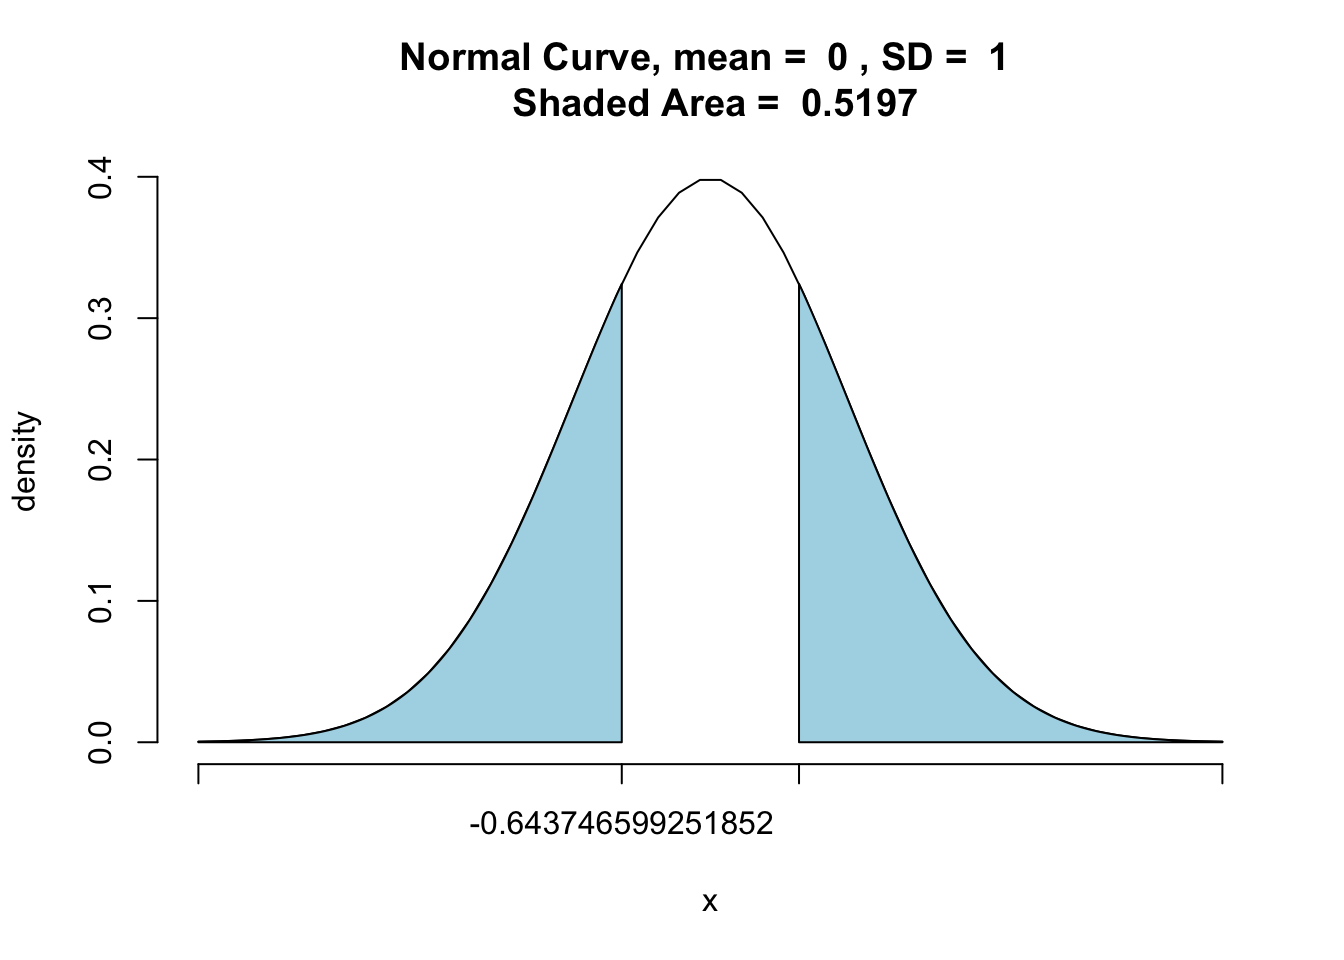 Normal Curve, mean =  0 , SD =  1
Shaded Area =  0.5197
density
0.4
0.3
0.2
0.1
0.0
-0.643746599251852
x